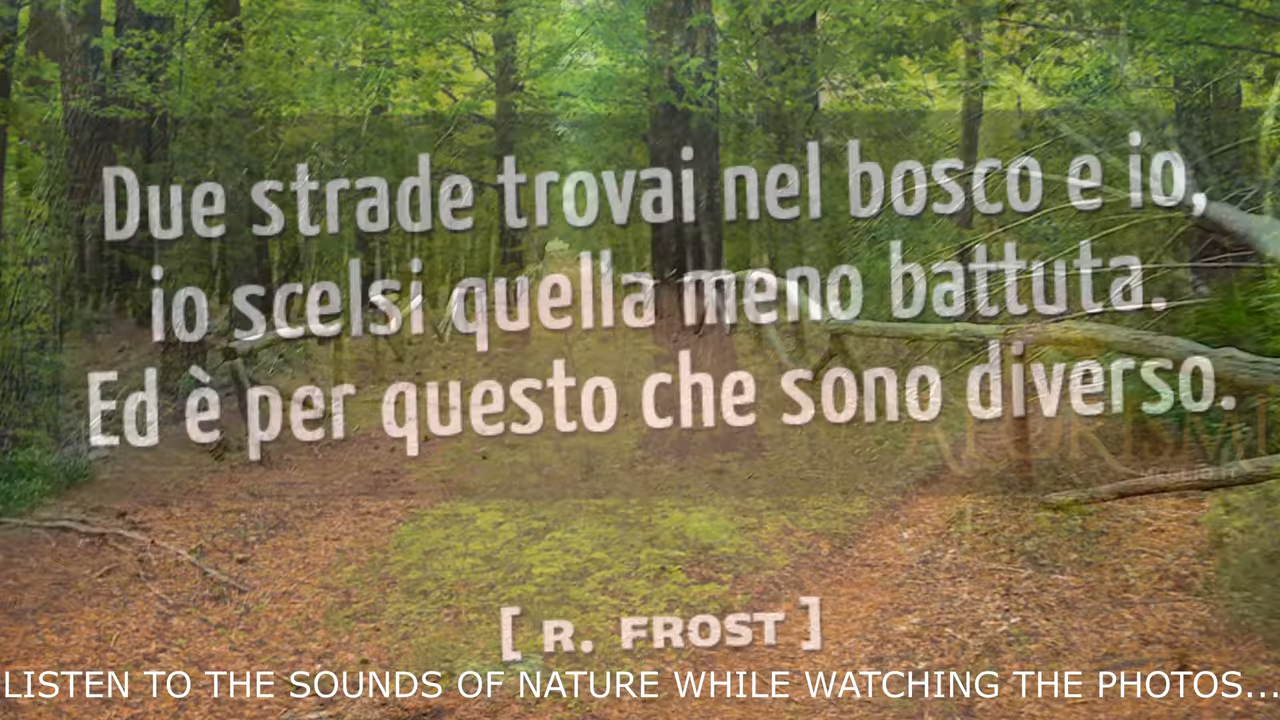 Due strade trovai nel bosco e io,
io scelsi quella meno battuta.
Ed è per questo che sono diverso.
AFORISMI
[ R. FROST ]
LISTEN TO THE SOUNDS OF NATURE WHILE WATCHING THE PHOTOS...